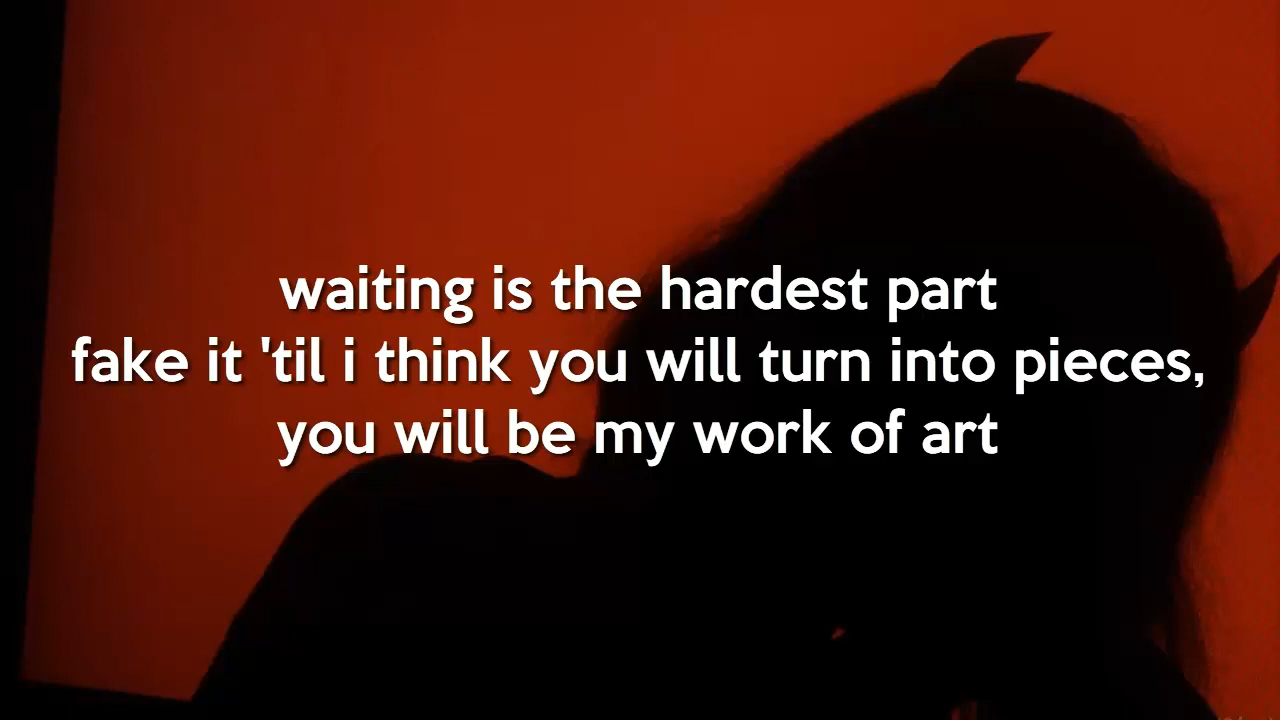 waiting is the hardest part
fake it 'til i think you will turn into pieces,
you will be my work of art